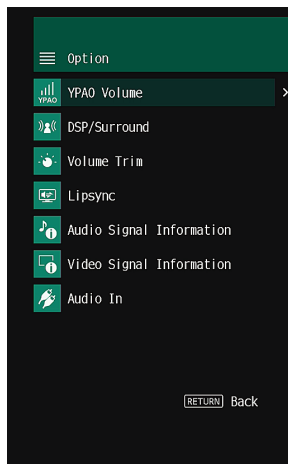 Option
YPAO
YPAO Volume
DSP/Surround
Volume Trim
Lipsync
Audio Signal Information
Video Signal Information
Audio In
RETURN Back